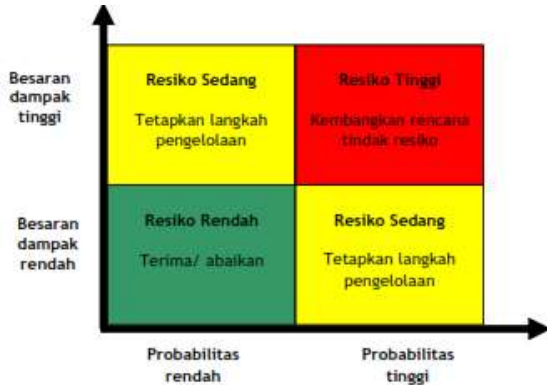 Besaran
dampak
tinggi
Resiko Sedang
Tetapkan langkah
pengelolaan
Resiko Tinggi
Kembangkan rencana
tindak resiko
Besaran
dampak
rendah
Resiko Rendah
Terima/ abaikan
Resiko Sedang
Tetapkan langkah
pengelolaan
Probabilitas
rendah
Probabilitas
tinggi